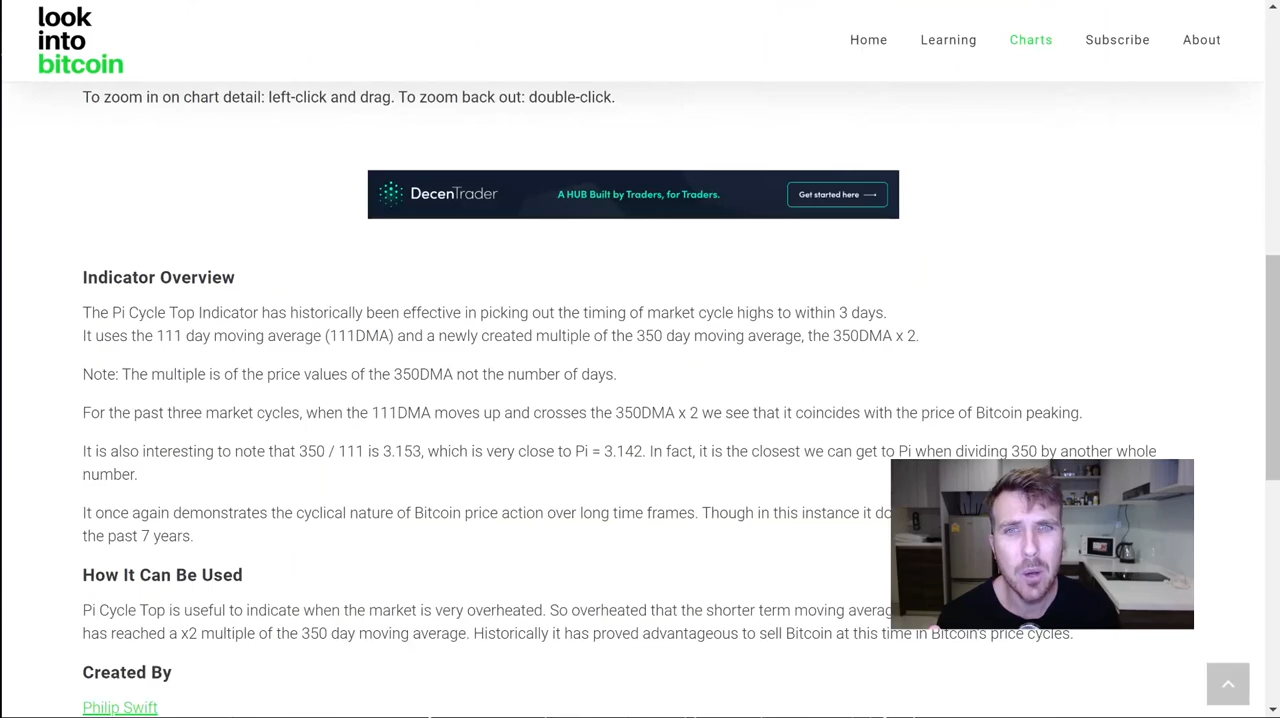 look
into
bitcoin
Home Learning Charts Subscribe About
To zoom in on chart detail: left-click and drag. To zoom back out: double-click.
DecenTrader A HUB Built by Traders, for Traders. Get started here
Indicator Overview
The Pi Cycle Top Indicator has historically been effective in picking out the timing of market cycle highs to within 3 days.
It uses the 111 day moving average (111DMA) and a newly created multiple of the 350 day moving average, the 350DMA x 2.
Note: The multiple is of the price values of the 350DMA not the number of days.
For the past three market cycles, when the 111DMA moves up and crosses the 350DMA x 2 we see that it coincides with the price of Bitcoin peaking.
It is also interesting to note that 350 / 111 is 3.153, which is very close to Pi = 3.142. In fact, it is the closest we can get to Pi when dividing 350 by another whole
number.
It once again demonstrates the cyclical nature of Bitcoin price action over long time frames. Though in this instance it do
the past 7 years.
How It Can Be Used
Pi Cycle Top is useful to indicate when the market is very overheated. So overheated that the shorter term moving averag
has reached a x2 multiple of the 350 day moving average. Historically it has proved advantageous to sell Bitcoin at this time in Bitcoin's price cycles.
Created By
Philip Swift